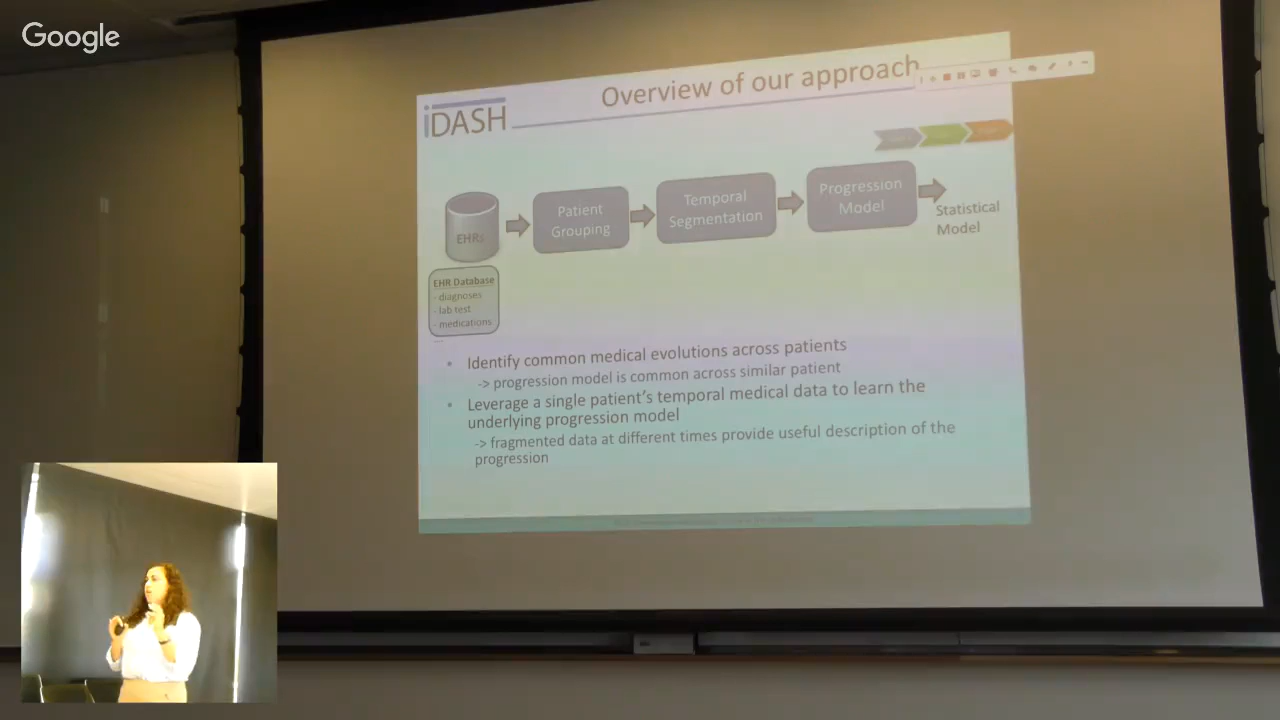 Google
Overview of our approach
iDASH
EHRs
Patient
Grouping
Temporal
Segmentation
Progression
Model
Statistical
Model
EHR Database
- diagnoses
- lab test
- medications
...
• Identify common medical evolutions across patients
-> progression model is common across similar patient
• Leverage a single patient's temporal medical data to learn the
underlying progression model
-> fragmented data at different times provide useful description of the
progression